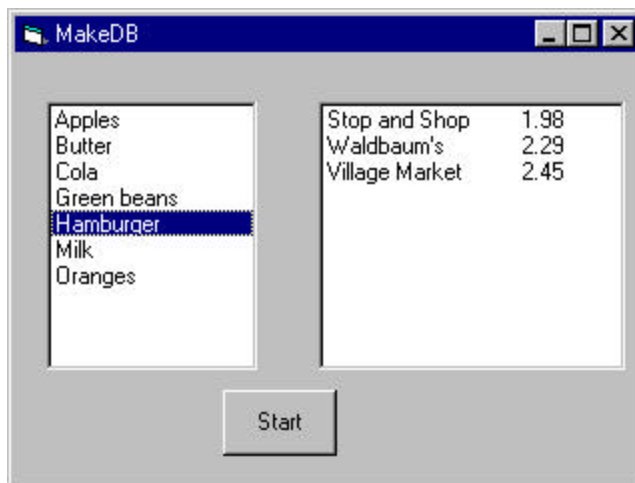 MakeDB
Apples
Butter
Cola
Green beans
Hamburger
Milk
Oranges
Stop and Shop 1.98
Waldbaum's 2.29
Village Market 2.45
Start